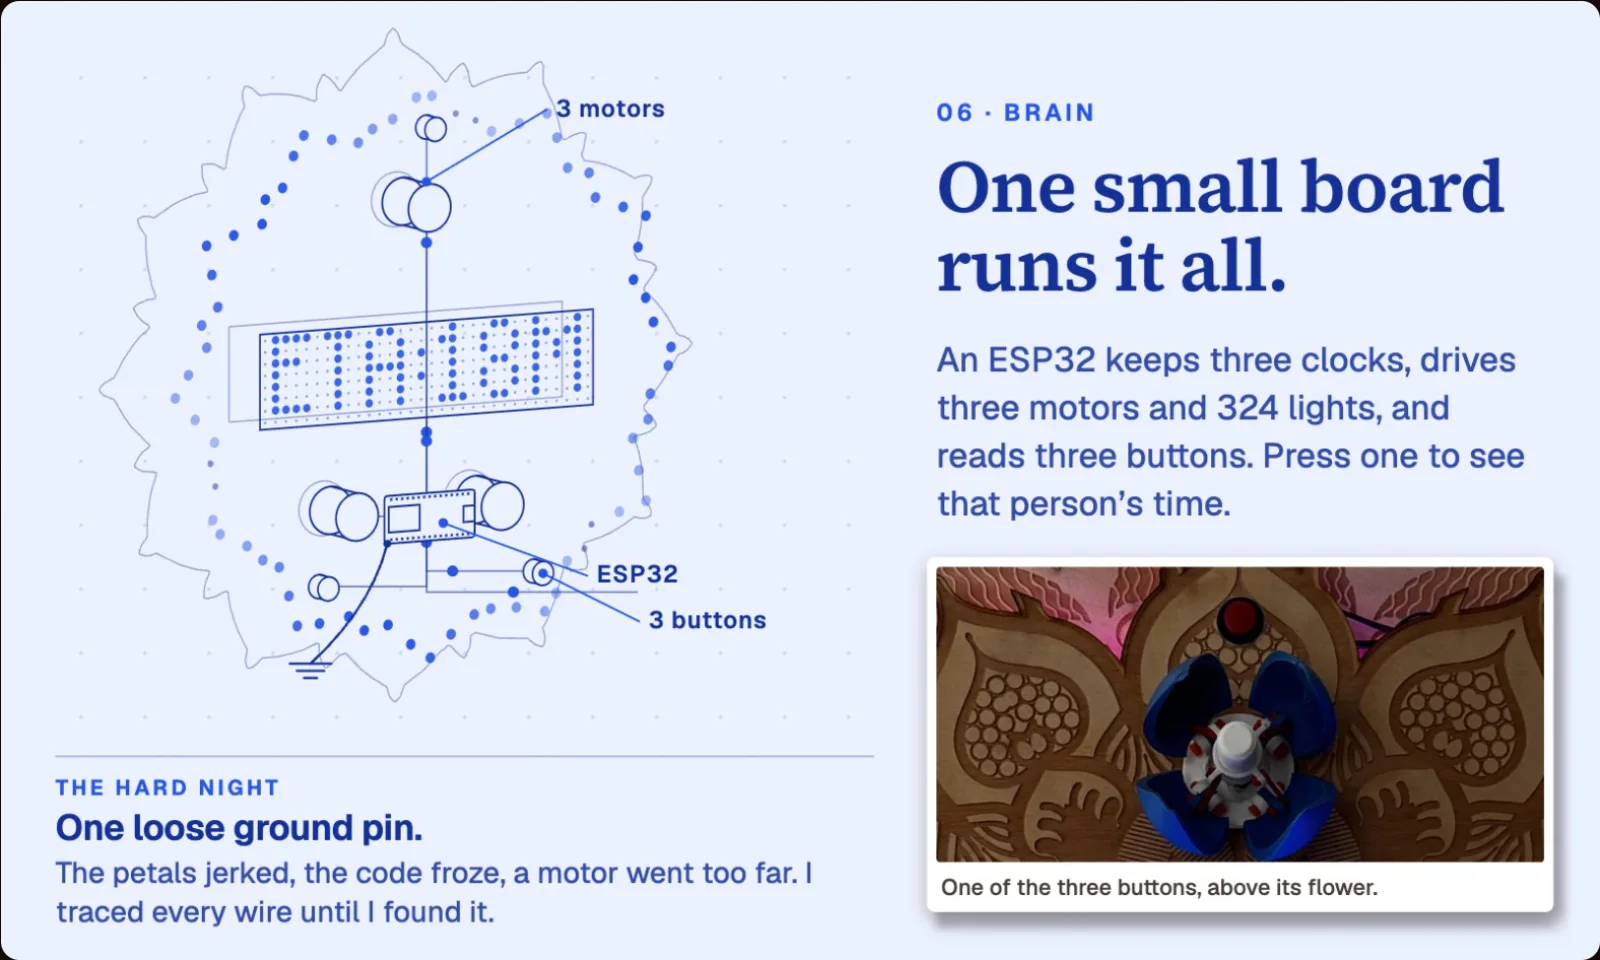 3 motors
ESP32
3 buttons
THE HARD NIGHT
One loose ground pin.
The petals jerked, the code froze, a motor went too far. I
traced every wire until I found it.
06 · BRAIN
One small board
runs it all.
An ESP32 keeps three clocks, drives
three motors and 324 lights, and
reads three buttons. Press one to see
that person’s time.
One of the three buttons, above its flower.